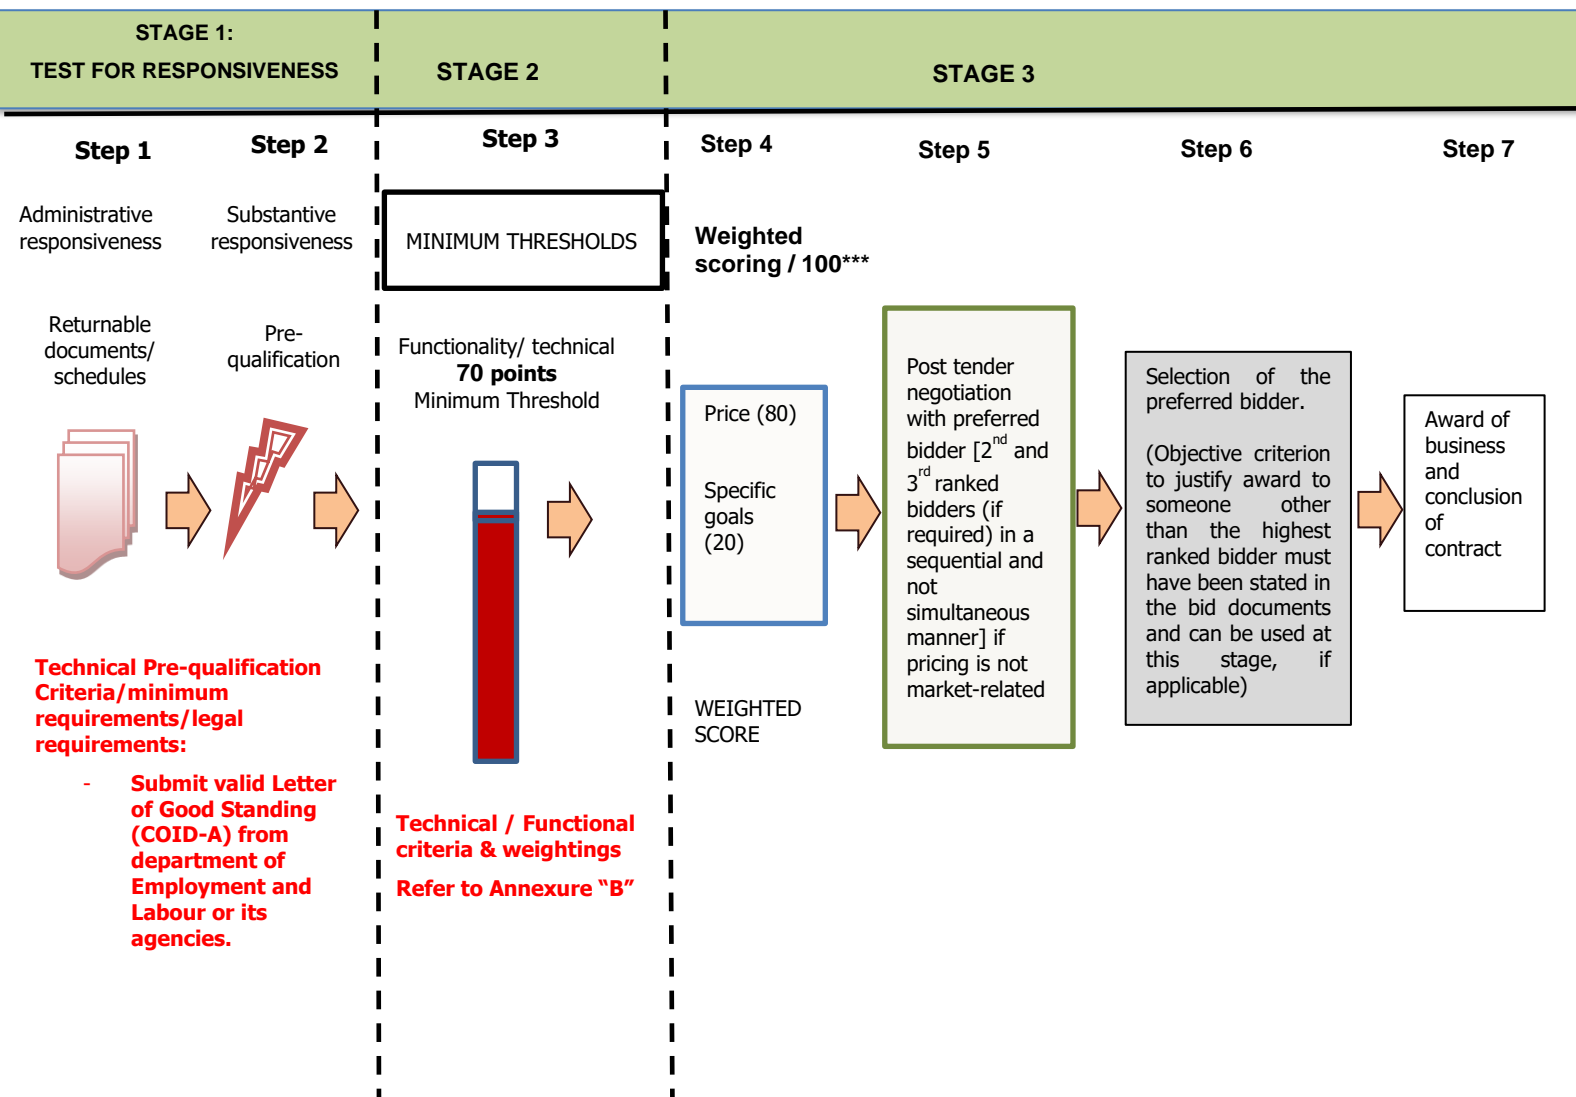 STAGE 1:
TEST FOR RESPONSIVENESS
STAGE 2
STAGE 3
Step 1
Step 2
Step 3
Step 4
Step 5
Step 6
Step 7
Administrative
responsiveness
Substantive
responsiveness
MINIMUM THRESHOLDS
Weighted
scoring / 100***
Returnable
documents/
schedules
Pre-
qualification
Functionality/ technical
70 points
Minimum Threshold
Price (80)
Specific
goals
(20)
WEIGHTED
SCORE
Post tender
negotiation
with preferred
bidder [2nd and
3rd ranked
bidders (if
required) in a
sequential and
not
simultaneous
manner] if
pricing is not
market-related
Selection of the
preferred bidder.
(Objective criterion
to justify award to
someone other
than the highest
ranked bidder must
have been stated in
the bid documents
and can be used at
this stage, if
applicable)
Award of
business
and
conclusion
of
contract
Technical Pre-qualification
Criteria/minimum
requirements/legal
requirements:
- Submit valid Letter
of Good Standing
(COID-A) from
department of
Employment and
Labour or its
agencies.
Technical / Functional
criteria & weightings
Refer to Annexure “B”